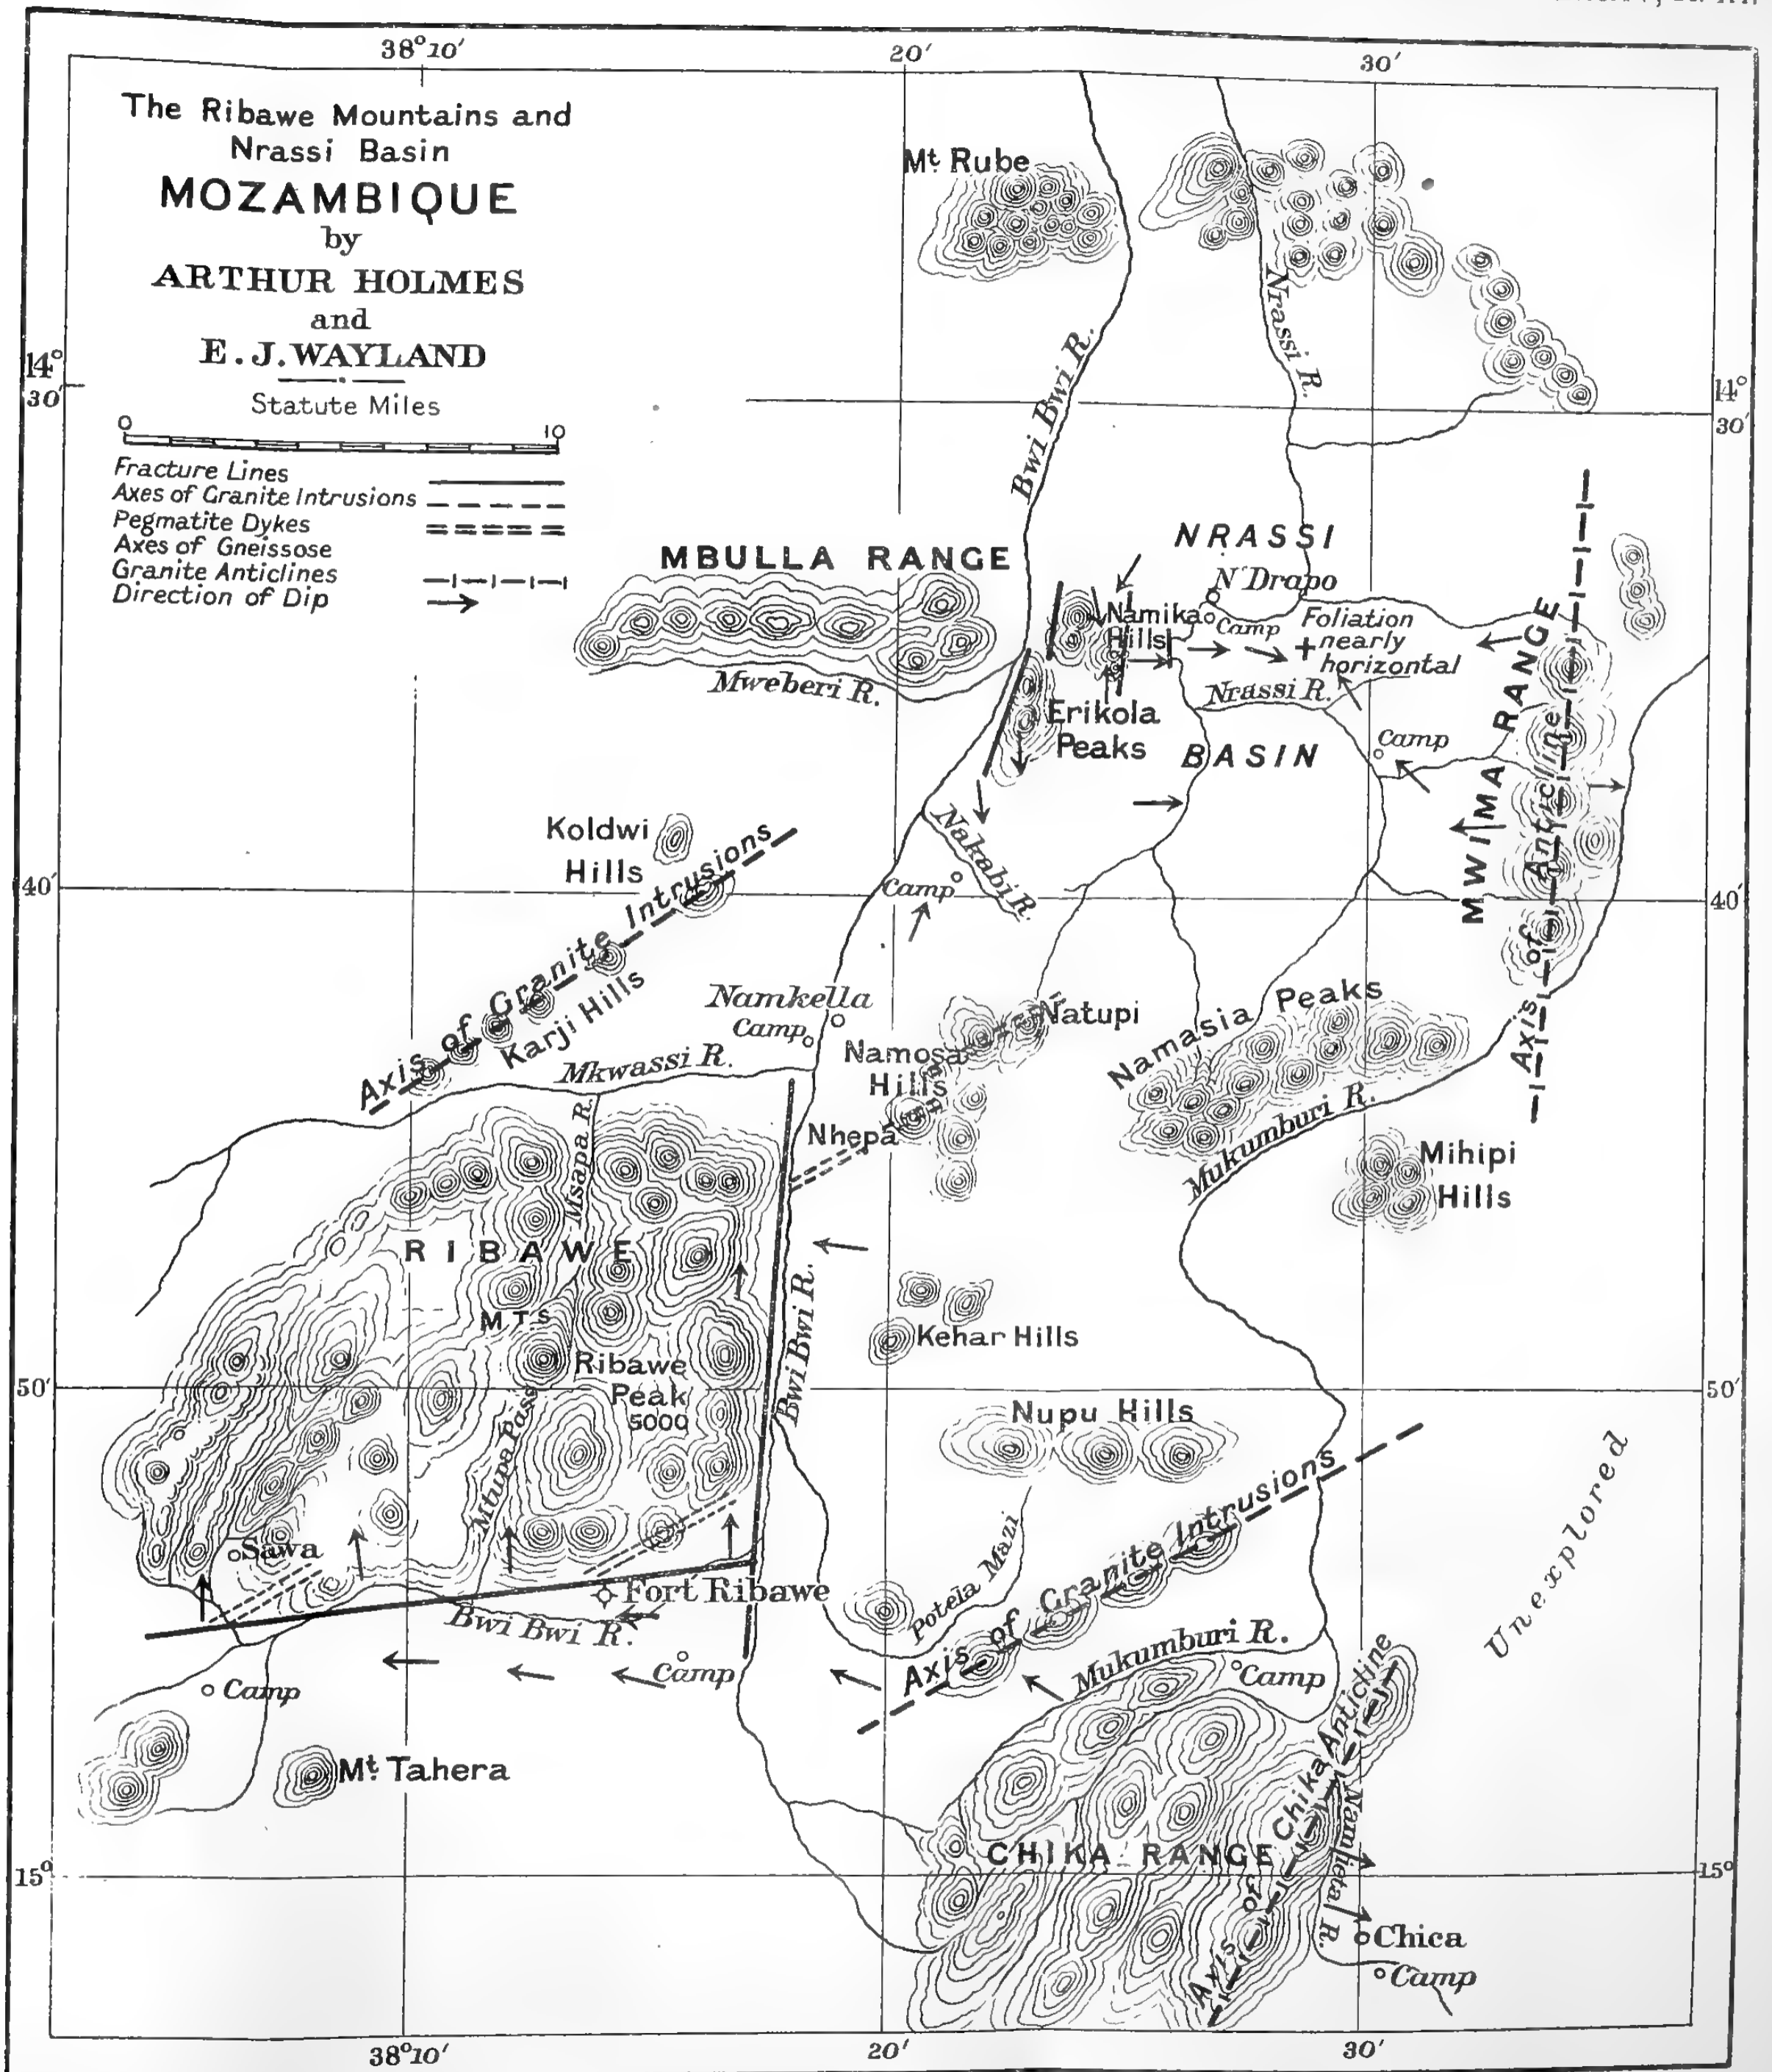 38°10′
20′
30′
The Ribawe Mountains and
Nrassi Basin
MOZAMBIQUE
by
ARTHUR HOLMES
and
E. J. WAYLAND
Statute Miles
0 10
Fracture Lines
Axes of Granite Intrusions
Pegmatite Dykes
Axes of Gneissose
Granite Anticlines
Direction of Dip
14°
30′
14°
30′
Mt. Rube
Nrassi R.
Bwi Bwi R.
MBULLA RANGE
Mweberi R.
NRASSI
N'Drapo
Namika
Hills
Camp
Foliation
nearly
horizontal
Nrassi R.
Erikola
Peaks
BASIN
Camp
MWIMA RANGE
Axis of Anticline
Koldwi
Hills
Nakabi R.
Camp
40′
40′
Axis of Granite Intrusions
Karji Hills
Namkella
Camp
Mkwassi R.
Natupi
Namosa
Hills
Nhepa
Namasia Peaks
Mukumburi R.
Mihipi
Hills
Msapa R.
RIBAWE
MTS
Ribawe
Peak
5000
Mtupa Pass
Bwi Bwi R.
Kehar Hills
50′
50′
Nupu Hills
Unexplored
Potela Mazi
Axis of Granite Intrusions
Sawa
Fort Ribawe
Bwi Bwi R.
Camp
Camp
Mukumburi R.
Camp
Mt. Tahera
CHIKA RANGE
Axis of Chika Anticline
Namieta R.
15°
15°
Chica
Camp
38°10′
20′
30′